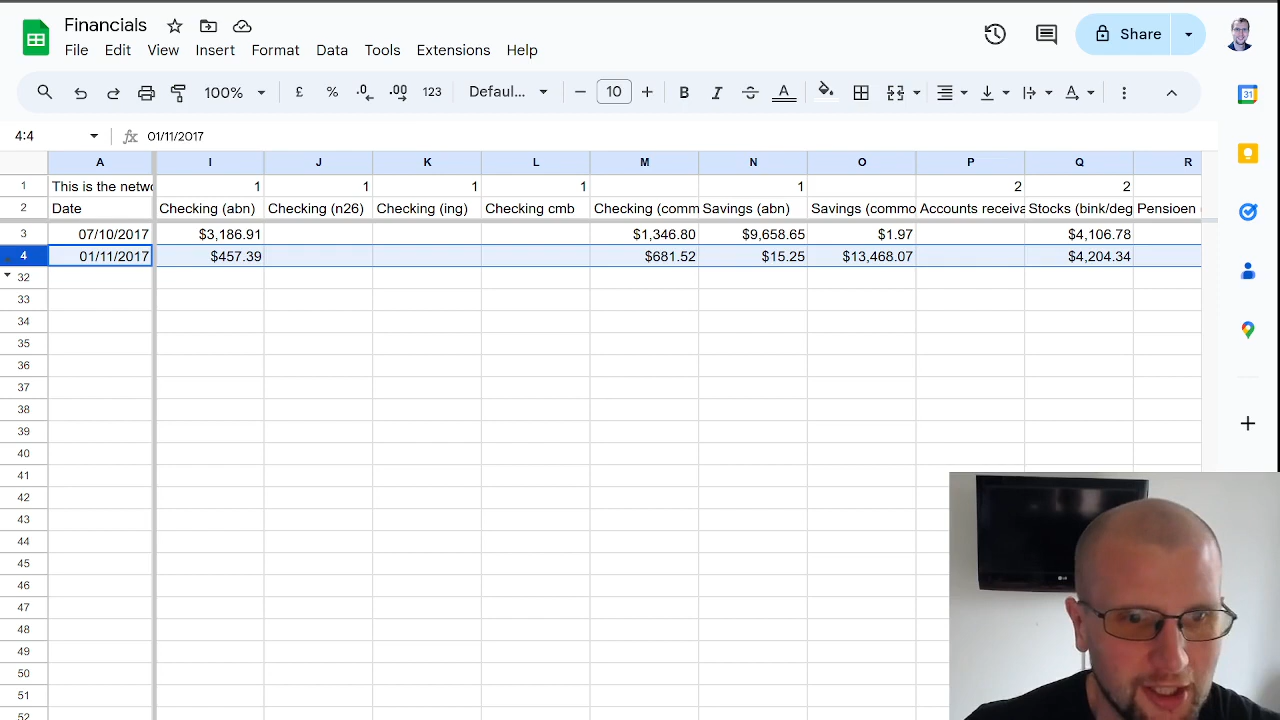 Financials
File Edit View Insert Format Data Tools Extensions Help
Share
100% £ % .0 .00 123 Defaul... 10 B I A
31
4:4 fx 01/11/2017
A I J K L M N O P Q R
1 This is the netwo 1 1 1 1 1 2 2
2 Date Checking (abn) Checking (n26) Checking (ing) Checking cmb Checking (comm Savings (abn) Savings (commo Accounts receiva Stocks (bink/deg Pensioen
3 07/10/2017 $3,186.91 $1,346.80 $9,658.65 $1.97 $4,106.78
4 01/11/2017 $457.39 $681.52 $15.25 $13,468.07 $4,204.34
32
33
34
35
36
37
38
39
40
41
42
43
44
45
46
47
48
49
50
51
52
LG